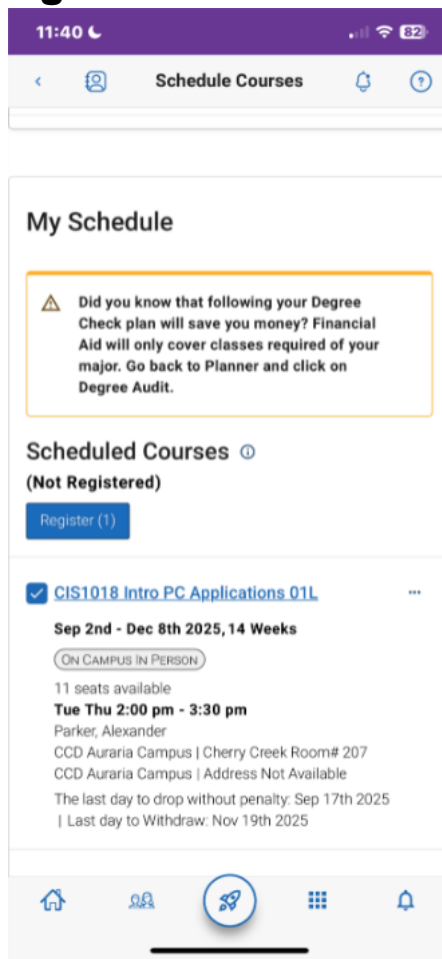 11:40
82
Schedule Courses
My Schedule
Did you know that following your Degree
Check plan will save you money? Financial
Aid will only cover classes required of your
major. Go back to Planner and click on
Degree Audit.
Scheduled Courses
(Not Registered)
Register (1)
CIS1018 Intro PC Applications 01L
Sep 2nd - Dec 8th 2025, 14 Weeks
ON CAMPUS IN PERSON
11 seats available
Tue Thu 2:00 pm - 3:30 pm
Parker, Alexander
CCD Auraria Campus | Cherry Creek Room# 207
CCD Auraria Campus | Address Not Available
The last day to drop without penalty: Sep 17th 2025
| Last day to Withdraw: Nov 19th 2025